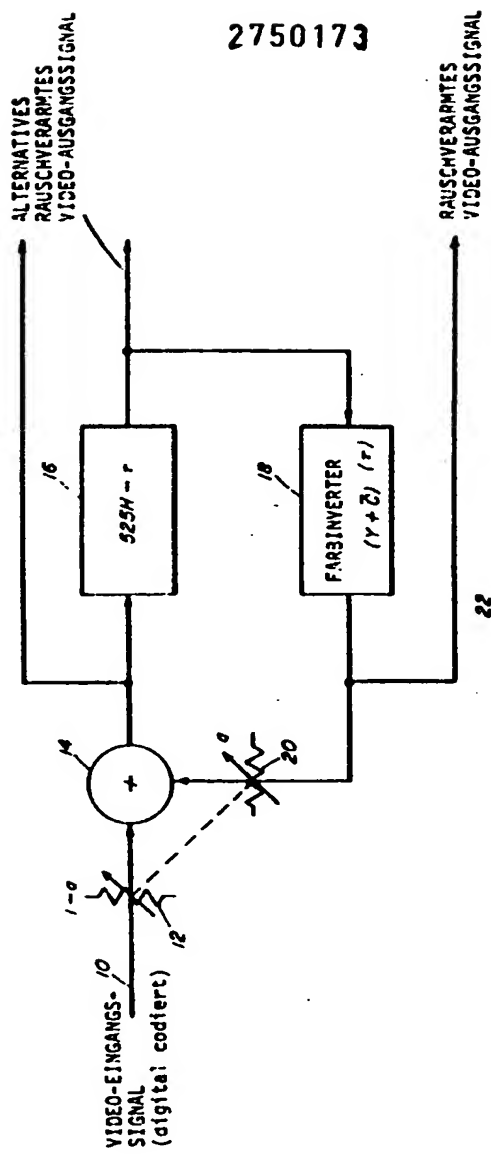 2750173
ALTERNATIVES
RAUSCHVERARMTES
VIDEO-AUSGANGSSIGNAL
16
525H - τ
14
+
1-a
12
10
VIDEO-EINGANGS-
SIGNAL
(digital codiert)
a
20
18
FARBINVERTER
(Y + C̄) (τ)
RAUSCHVERARMTES
VIDEO-AUSGANGSSIGNAL
22